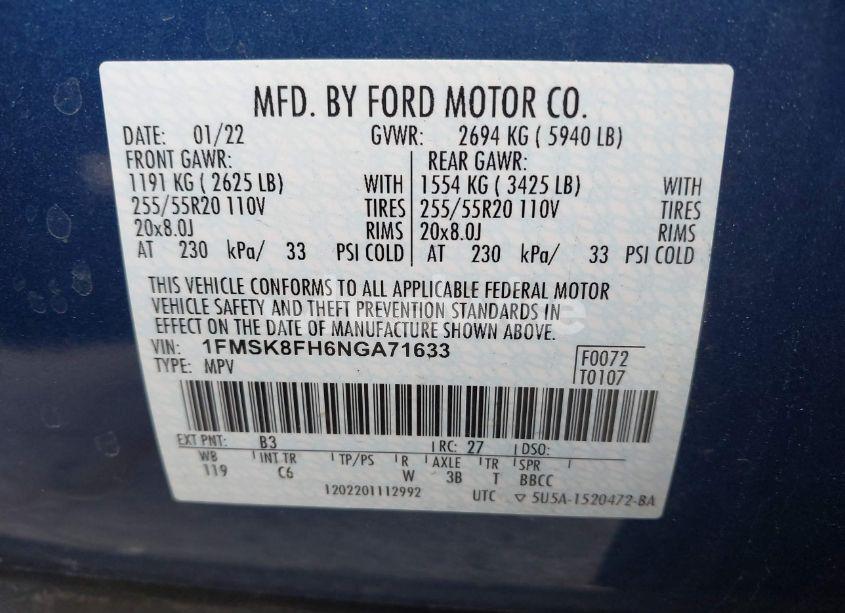 MFD. BY FORD MOTOR CO.
DATE: 01/22 GVWR: 2694 KG ( 5940 LB)
FRONT GAWR: REAR GAWR:
1191 KG ( 2625 LB) WITH 1554 KG ( 3425 LB) WITH
255/55R20 110V TIRES 255/55R20 110V TIRES
20x8.0J RIMS 20x8.0J RIMS
AT 230 kPa/ 33 PSI COLD AT 230 kPa/ 33 PSI COLD
THIS VEHICLE CONFORMS TO ALL APPLICABLE FEDERAL MOTOR
VEHICLE SAFETY AND THEFT PREVENTION STANDARDS IN
EFFECT ON THE DATE OF MANUFACTURE SHOWN ABOVE.
VIN: 1FMSK8FH6NGA71633 F0072
TYPE: MPV T0107
EXT PNT: B3 RC: 27 DSO:
WB INT TR TP/PS R AXLE TR SPR
119 C6 W 3B T BBCC
1202201112992 UTC ▽ 5U5A-1520472-BA